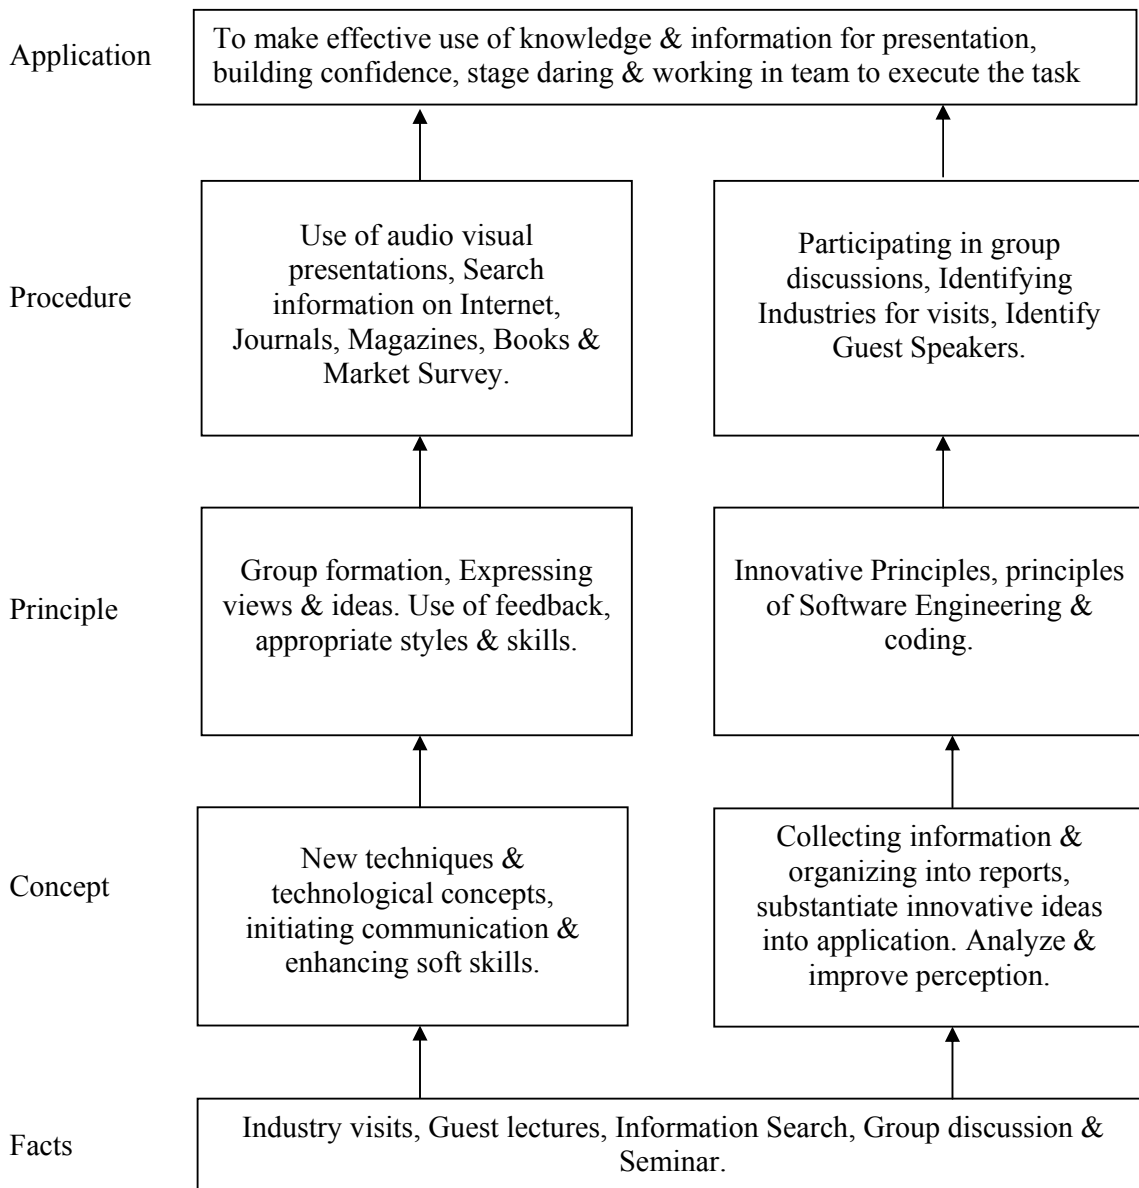 Application
To make effective use of knowledge & information for presentation,
building confidence, stage daring & working in team to execute the task
Procedure
Use of audio visual
presentations, Search
information on Internet,
Journals, Magazines, Books &
Market Survey.
Participating in group
discussions, Identifying
Industries for visits, Identify
Guest Speakers.
Principle
Group formation, Expressing
views & ideas. Use of feedback,
appropriate styles & skills.
Innovative Principles, principles
of Software Engineering &
coding.
Concept
New techniques &
technological concepts,
initiating communication &
enhancing soft skills.
Collecting information &
organizing into reports,
substantiate innovative ideas
into application. Analyze &
improve perception.
Facts
Industry visits, Guest lectures, Information Search, Group discussion &
Seminar.